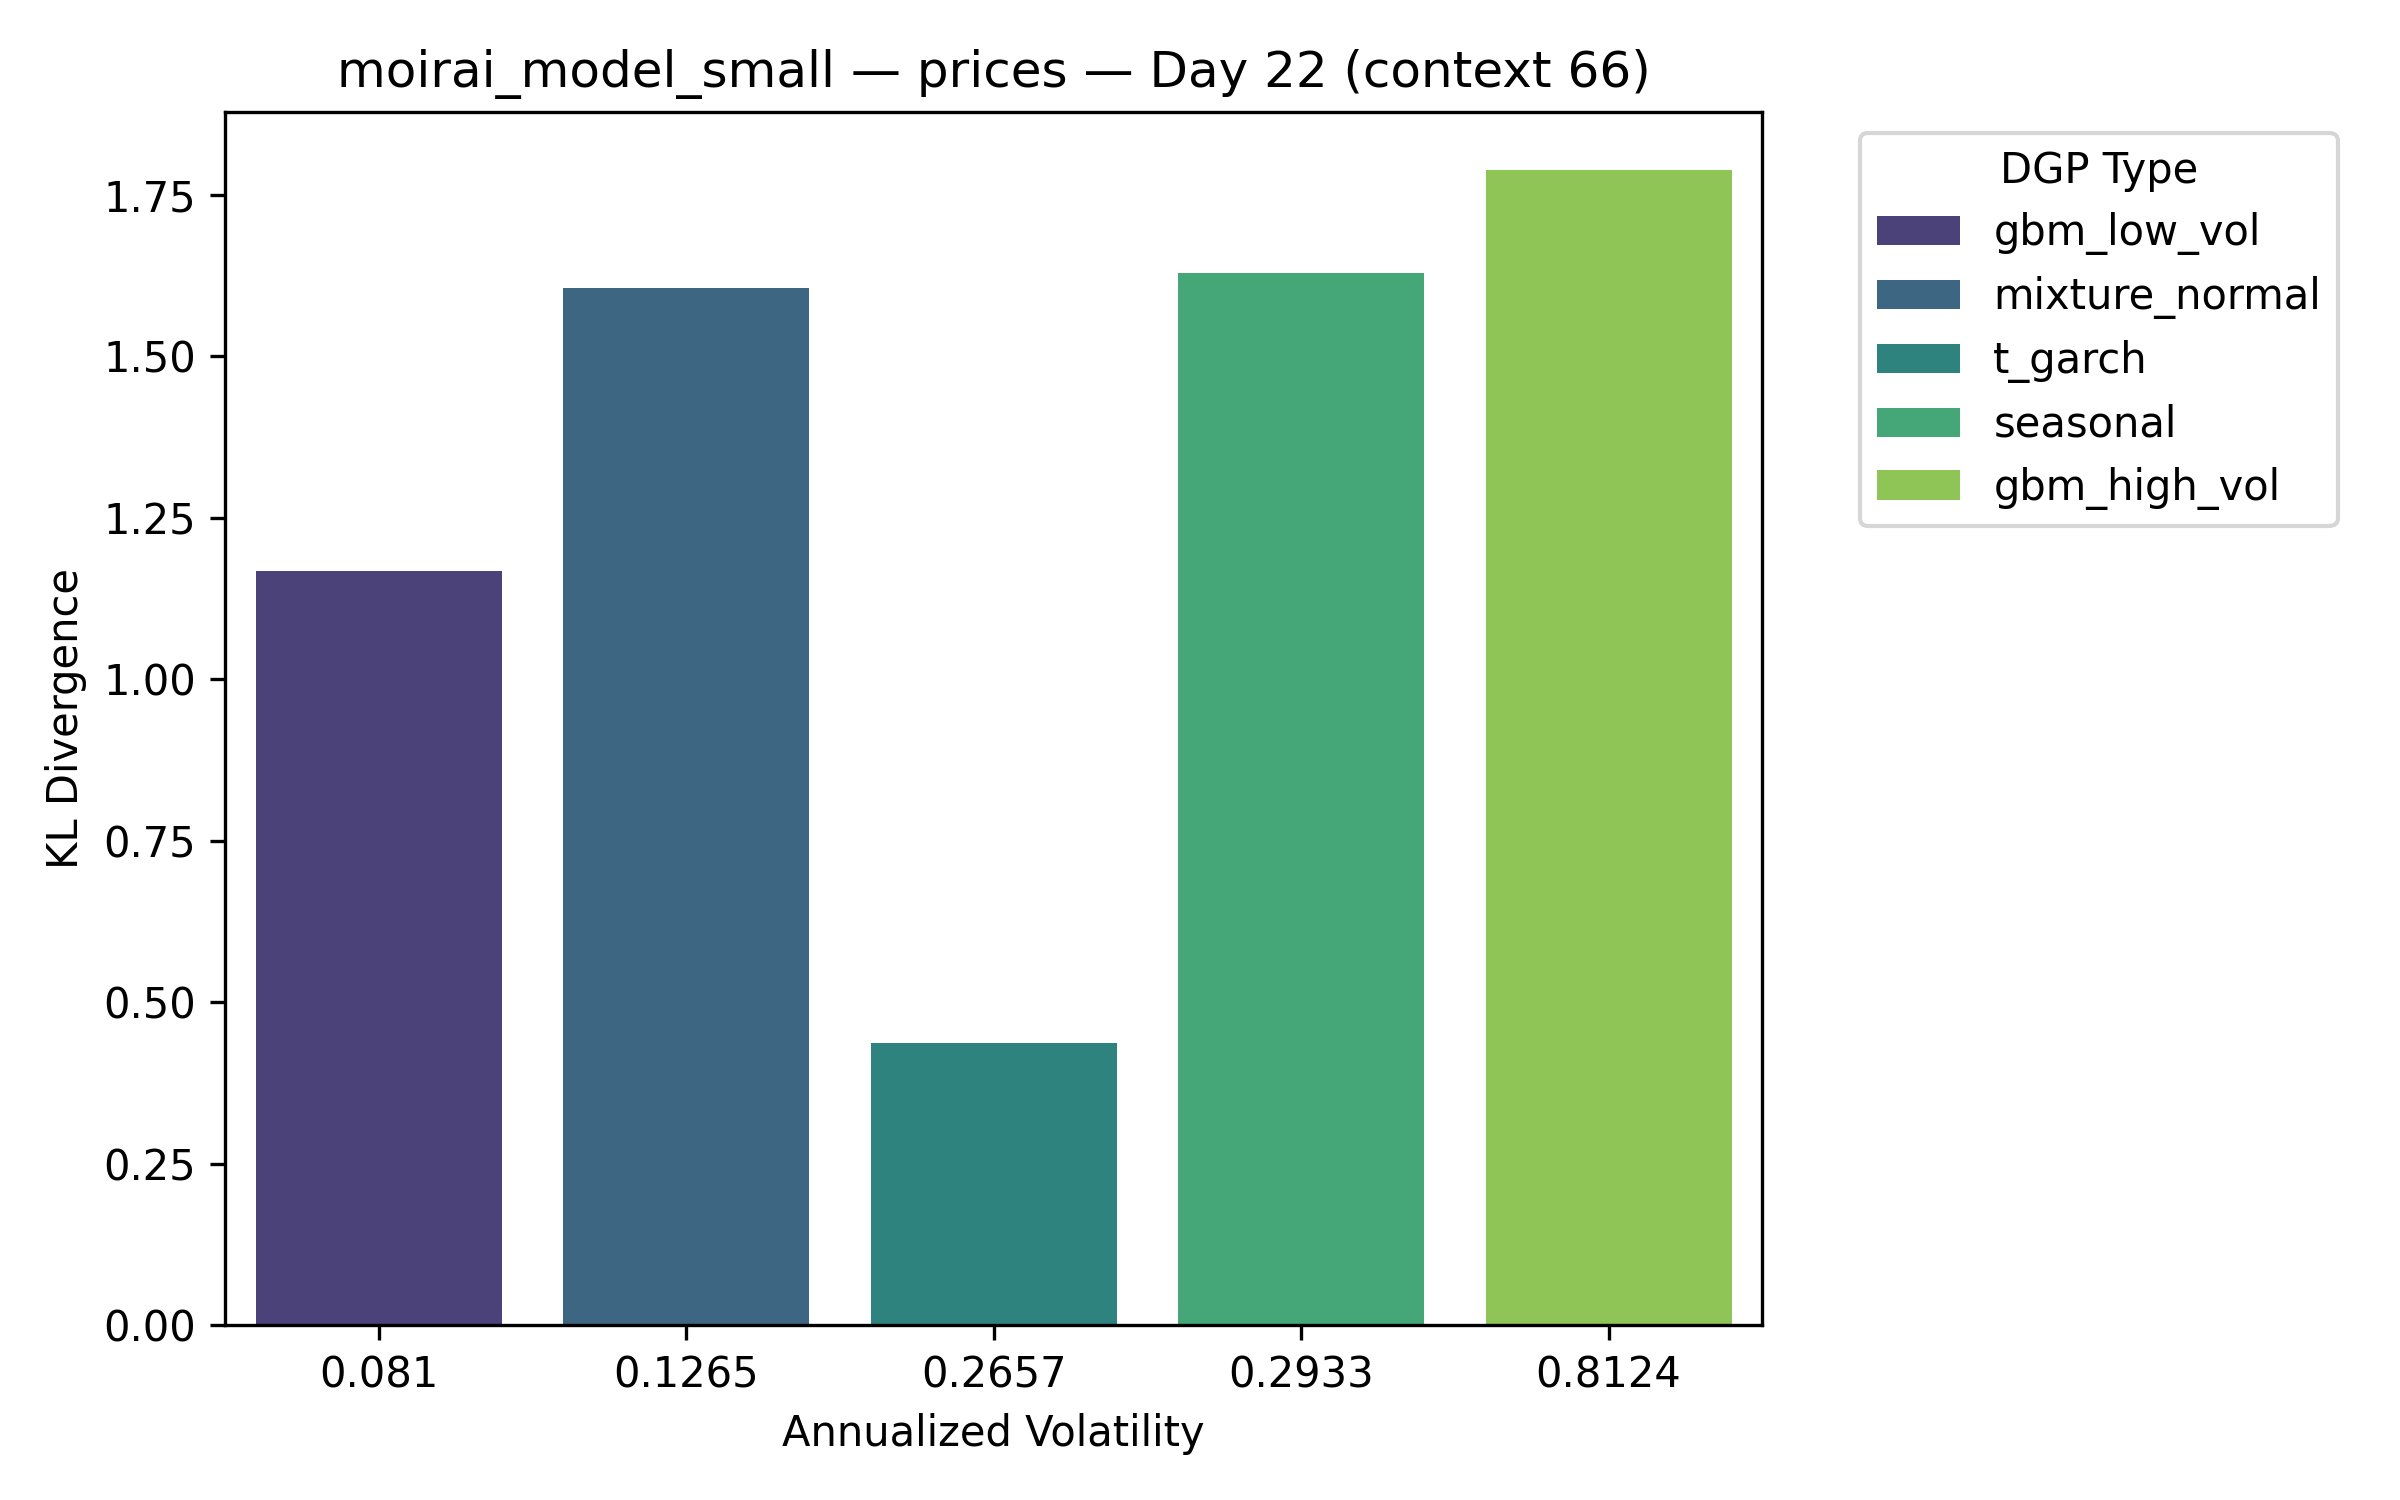 moirai_model_small — prices — Day 22 (context 66)
KL Divergence
1.75
1.50
1.25
1.00
0.75
0.50
0.25
0.00
0.081 0.1265 0.2657 0.2933 0.8124
Annualized Volatility
DGP Type
gbm_low_vol
mixture_normal
t_garch
seasonal
gbm_high_vol